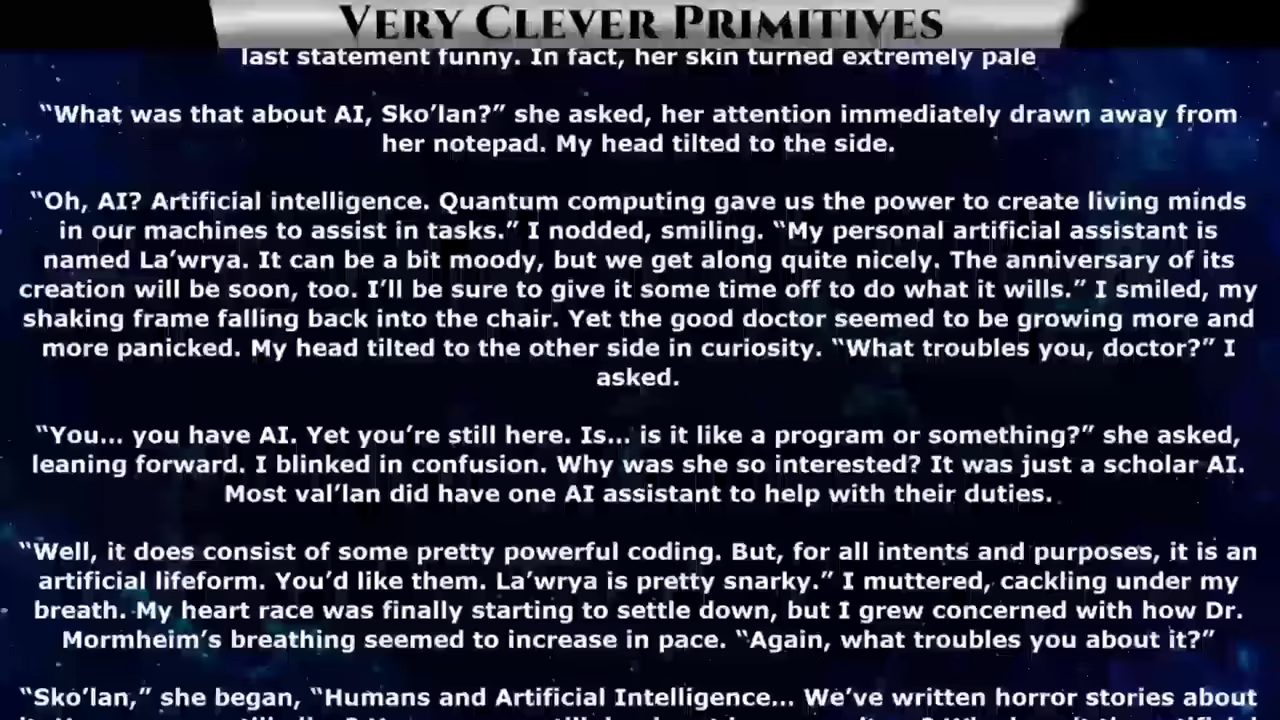 VERY CLEVER PRIMITIVES
last statement funny. In fact, her skin turned extremely pale
“What was that about AI, Sko’lan?” she asked, her attention immediately drawn away from
her notepad. My head tilted to the side.
“Oh, AI? Artificial intelligence. Quantum computing gave us the power to create living minds
in our machines to assist in tasks.” I nodded, smiling. “My personal artificial assistant is
named La’wrya. It can be a bit moody, but we get along quite nicely. The anniversary of its
creation will be soon, too. I’ll be sure to give it some time off to do what it wills.” I smiled, my
shaking frame falling back into the chair. Yet the good doctor seemed to be growing more and
more panicked. My head tilted to the other side in curiosity. “What troubles you, doctor?” I
asked.
“You... you have AI. Yet you’re still here. Is... is it like a program or something?” she asked,
leaning forward. I blinked in confusion. Why was she so interested? It was just a scholar AI.
Most val’lan did have one AI assistant to help with their duties.
“Well, it does consist of some pretty powerful coding. But, for all intents and purposes, it is an
artificial lifeform. You’d like them. La’wrya is pretty snarky.” I muttered, cackling under my
breath. My heart race was finally starting to settle down, but I grew concerned with how Dr.
Mormheim’s breathing seemed to increase in pace. “Again, what troubles you about it?”
“Sko’lan,” she began, “Humans and Artificial Intelligence... We’ve written horror stories about